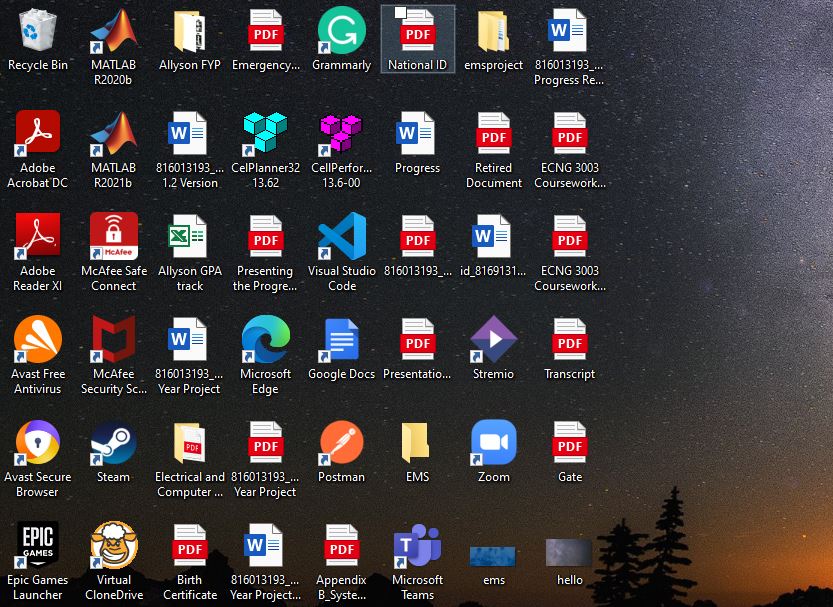 Recycle Bin
MATLAB
R2020b
Allyson FYP
PDF
Emergency...
Grammarly
PDF
National ID
emsproject
W
816013193_...
Progress Re...
Adobe
Acrobat DC
MATLAB
R2021b
W
816013193_...
1.2 Version
CelPlanner32
13.62
CellPerfor...
13.6-00
W
Progress
PDF
Retired
Document
PDF
ECNG 3003
Coursework...
Adobe
Reader XI
McAfee
McAfee Safe
Connect
X
Allyson GPA
track
PDF
Presenting
the Progre...
Visual Studio
Code
PDF
816013193_...
W
id_8169131...
PDF
ECNG 3003
Coursework...
Avast Free
Antivirus
McAfee
Security Sc...
W
816013193_...
Year Project
Microsoft
Edge
Google Docs
PDF
Presentatio...
Stremio
PDF
Transcript
Avast Secure
Browser
Steam
PDF
Electrical and
Computer ...
PDF
816013193_...
Year Project
Postman
EMS
Zoom
PDF
Gate
EPIC
GAMES
Epic Games
Launcher
Virtual
CloneDrive
PDF
Birth
Certificate
W
816013193_...
Year Project...
PDF
Appendix
B_Syste...
T
Microsoft
Teams
ems
hello